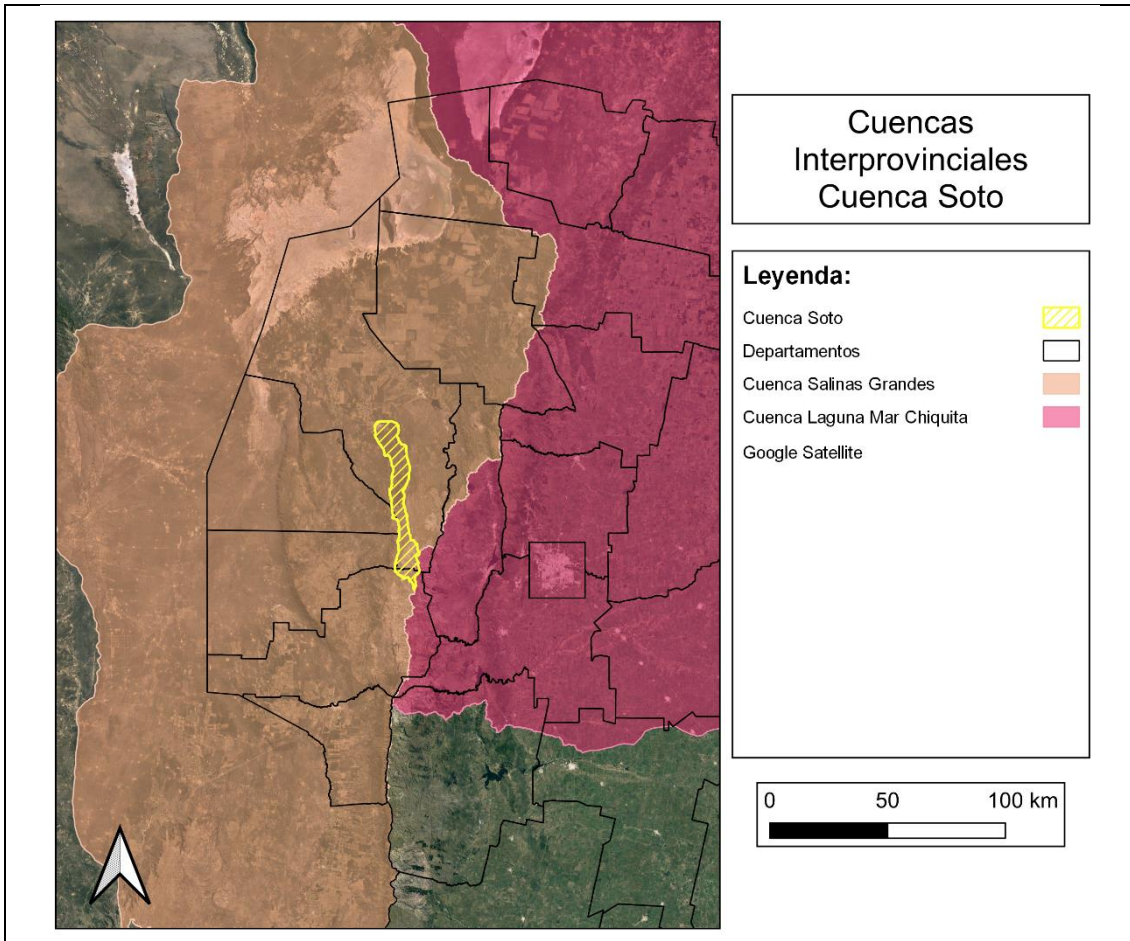 Cuencas
Interprovinciales
Cuenca Soto
Leyenda:
Cuenca Soto
Departamentos
Cuenca Salinas Grandes
Cuenca Laguna Mar Chiquita
Google Satellite
0 50 100 km